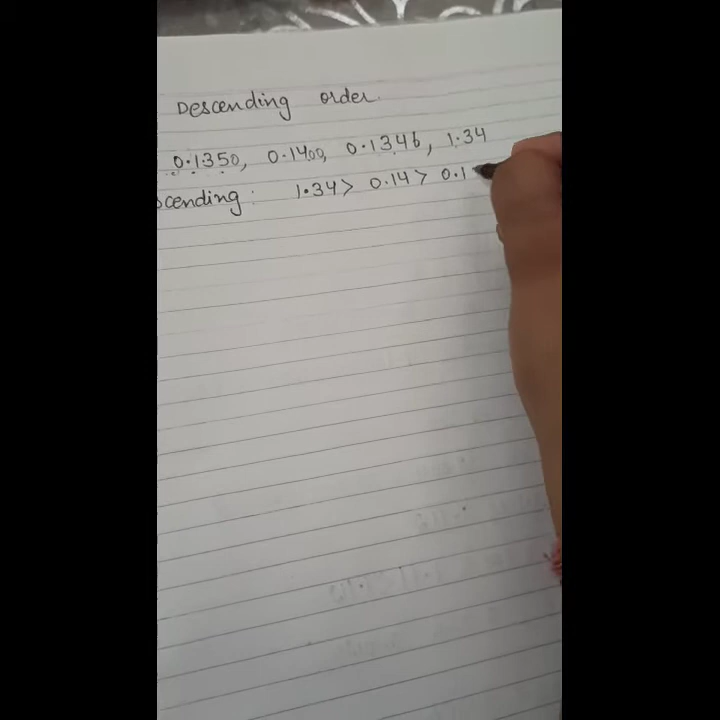 Descending order.
0.1350, 0.1400, 0.1346, 1.34
scending: 1.34 > 0.14 > 0.1